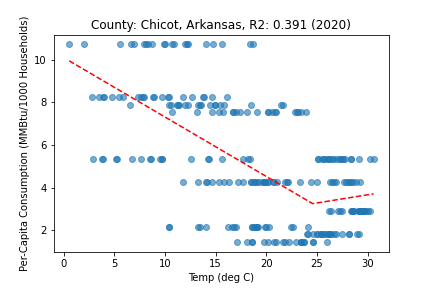 County: Chicot, Arkansas, R2: 0.391 (2020)
Per-Capita Consumption (MMBtu/1000 Households)
10
8
6
4
2
0 5 10 15 20 25 30
Temp (deg C)